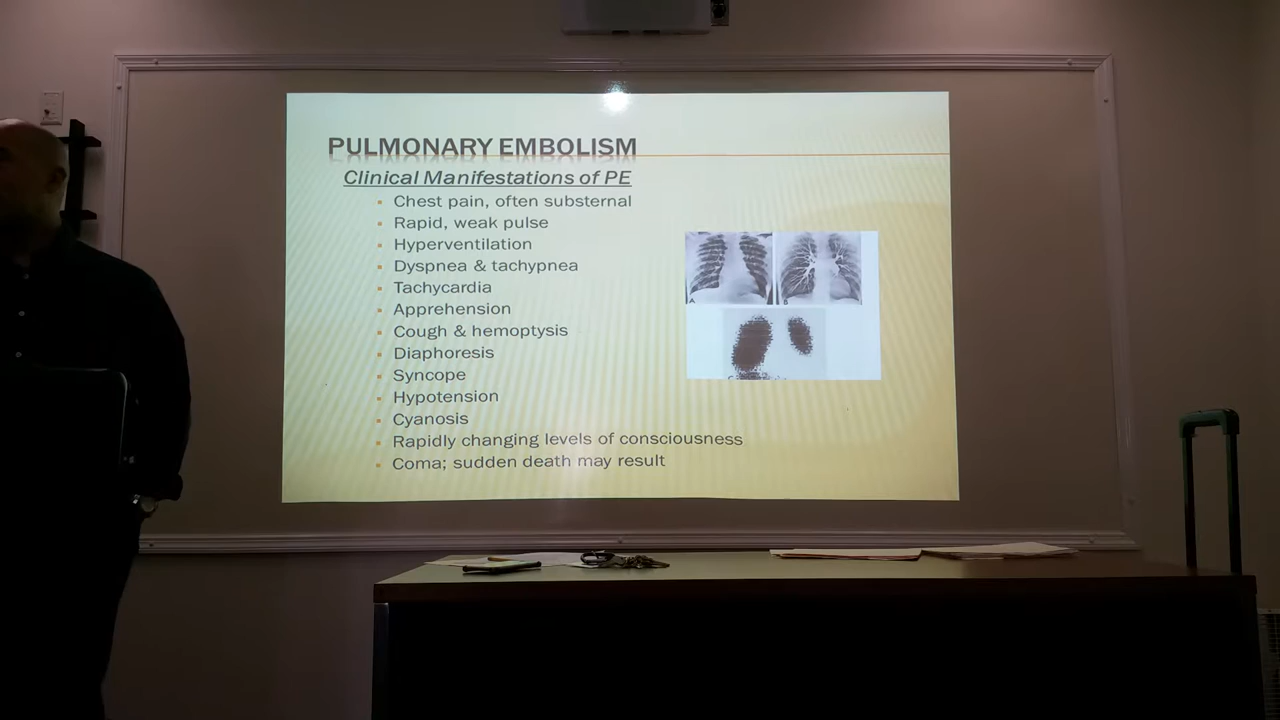 PULMONARY EMBOLISM
Clinical Manifestations of PE
▪ Chest pain, often substernal
▪ Rapid, weak pulse
▪ Hyperventilation
▪ Dyspnea & tachypnea
▪ Tachycardia
▪ Apprehension
▪ Cough & hemoptysis
▪ Diaphoresis
▪ Syncope
▪ Hypotension
▪ Cyanosis
▪ Rapidly changing levels of consciousness
▪ Coma; sudden death may result
A
B
C